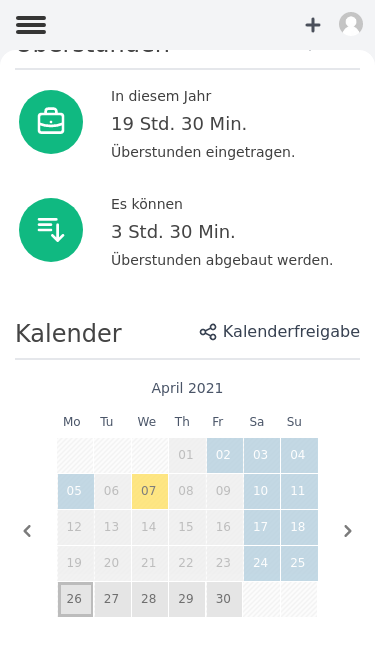 Überstunden
In diesem Jahr
19 Std. 30 Min.
Überstunden eingetragen.
Es können
3 Std. 30 Min.
Überstunden abgebaut werden.
Kalender
Kalenderfreigabe
April 2021
Mo Tu We Th Fr Sa Su
01 02 03 04
05 06 07 08 09 10 11
12 13 14 15 16 17 18
19 20 21 22 23 24 25
26 27 28 29 30